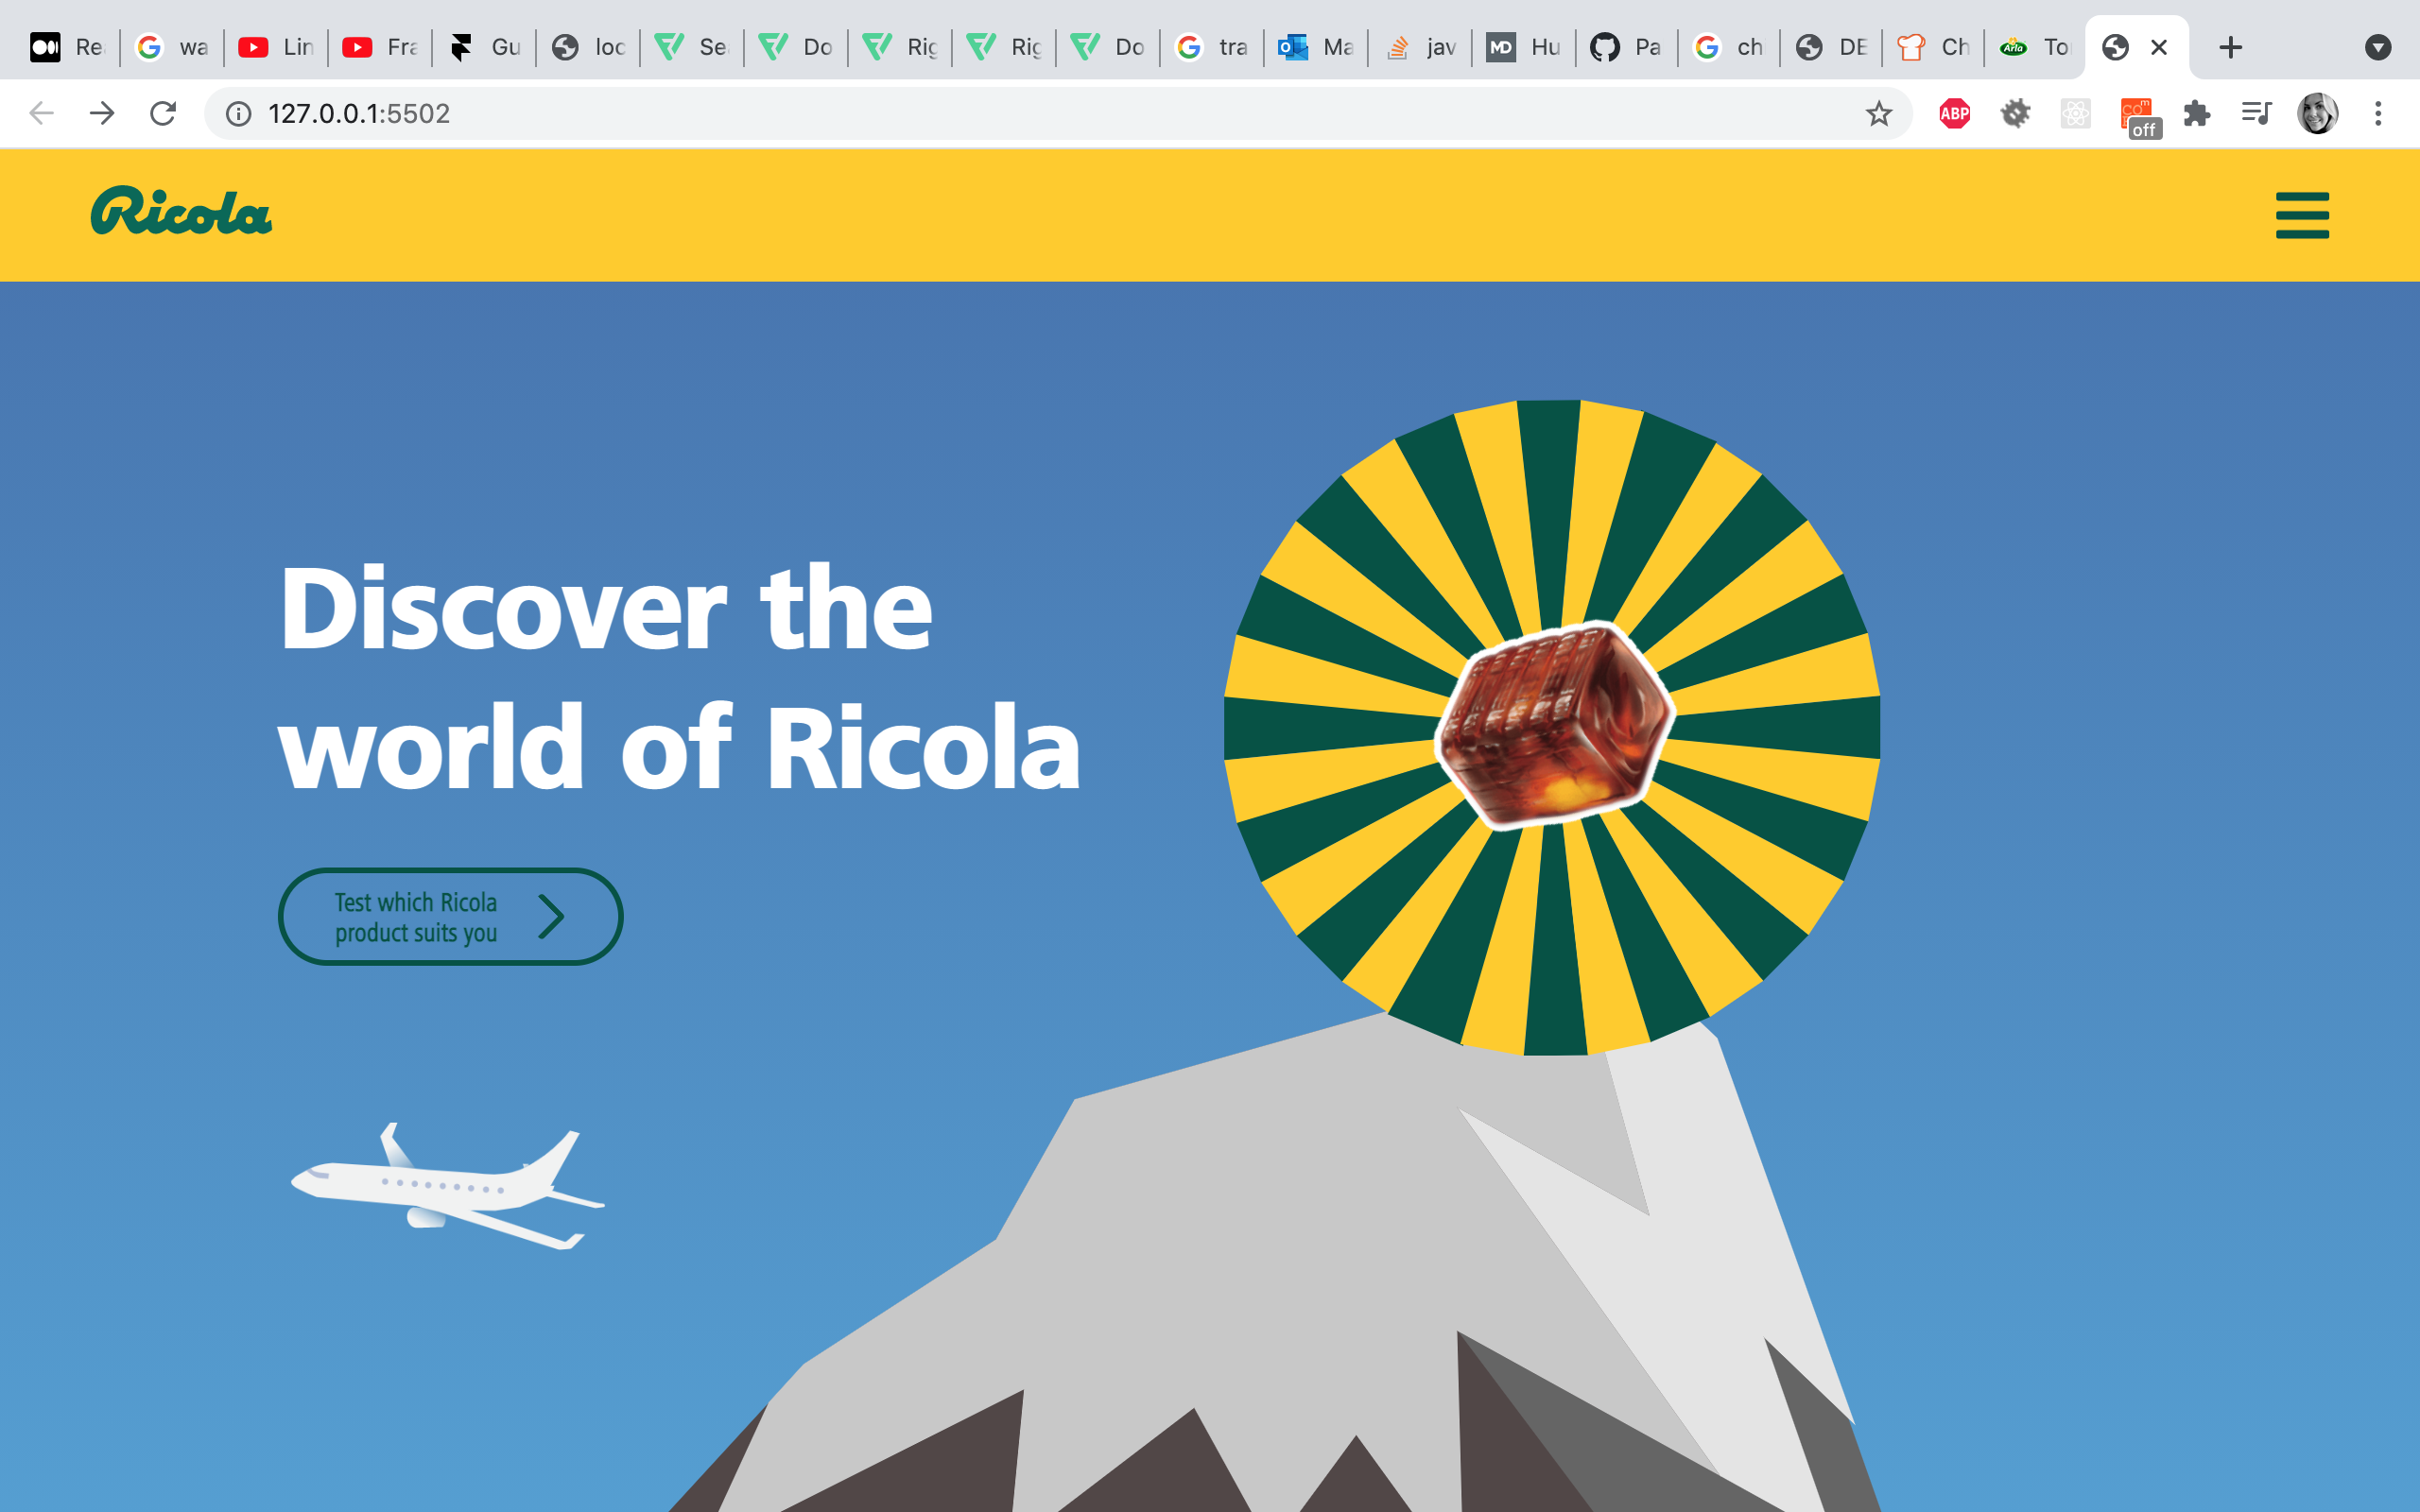 Re wa Lin Fra Gu loc Se Do Rig Rig Do tra Ma jav Hu Pa ch DE Ch To
127.0.0.1:5502
ABP
off
Ricola
Discover the
world of Ricola
Test which Ricola
product suits you